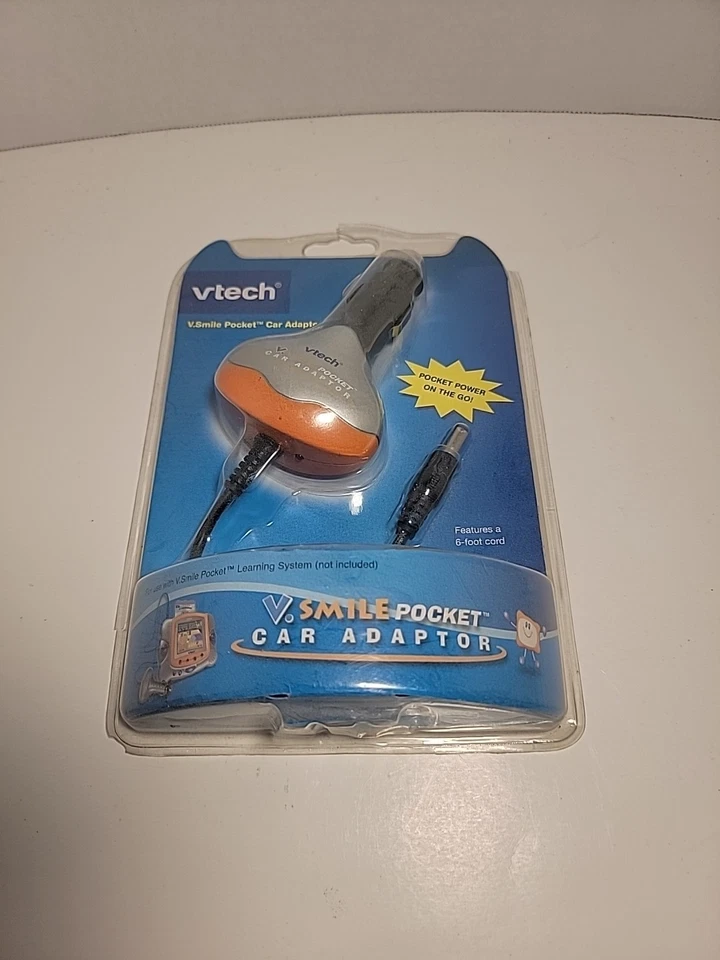 vtech®
V.Smile Pocket™ Car Adapto
vtech®
V. POCKET
CAR ADAPTOR
POCKET POWER
ON THE GO!
Features a
6-foot cord
use with V.Smile Pocket™ Learning System (not included)
V.SMILE POCKET™
CAR ADAPTOR